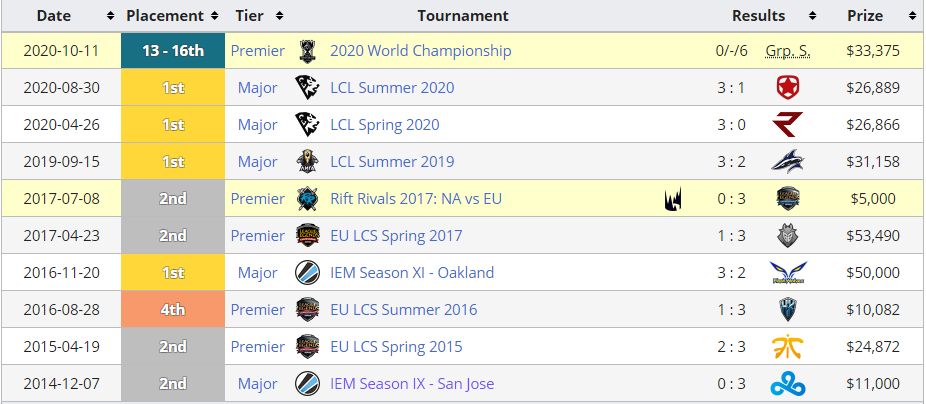 Date Placement Tier Tournament Results Prize
2020-10-11 13 - 16th Premier 2020 World Championship 0/-/6 Grp. S. $33,375
2020-08-30 1st Major LCL Summer 2020 3 : 1 $26,889
2020-04-26 1st Major LCL Spring 2020 3 : 0 $26,866
2019-09-15 1st Major LCL Summer 2019 3 : 2 $31,158
2017-07-08 2nd Premier Rift Rivals 2017: NA vs EU 0 : 3 $5,000
2017-04-23 2nd Premier EU LCS Spring 2017 1 : 3 $53,490
2016-11-20 1st Major IEM Season XI - Oakland 3 : 2 $50,000
2016-08-28 4th Premier EU LCS Summer 2016 1 : 3 $10,082
2015-04-19 2nd Premier EU LCS Spring 2015 2 : 3 $24,872
2014-12-07 2nd Major IEM Season IX - San Jose 0 : 3 $11,000